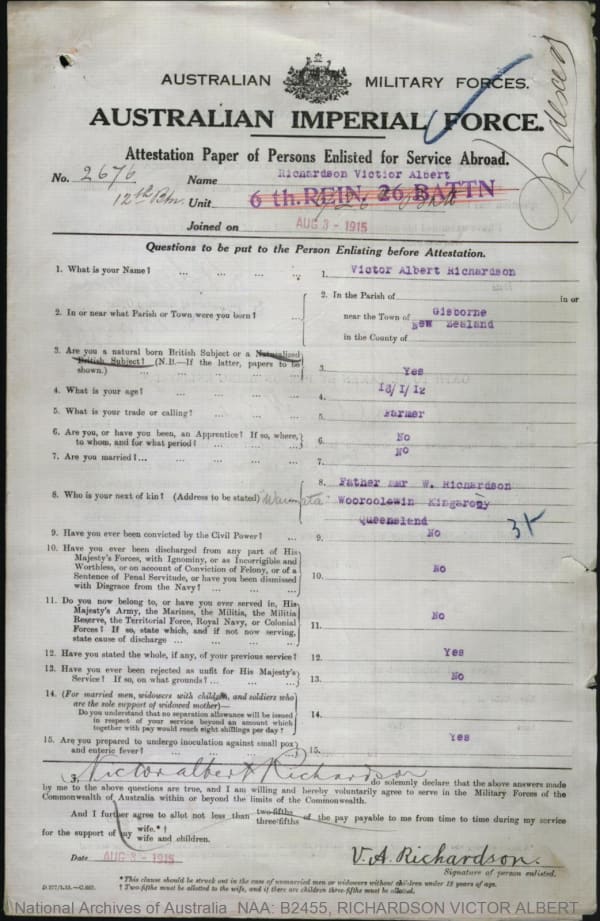 AUSTRALIAN MILITARY FORCES.
AUSTRALIAN IMPERIAL FORCE.
Attestation Paper of Persons Enlisted for Service Abroad.
No. 2676 Name Richardson Victior Albert
12th Btn. Unit 6 th.REIN. 26 BATTN
Joined on AUG 3 - 1915
Questions to be put to the Person Enlisting before Attestation.
1. What is your Name? ... ... ... ... 1. Victor Albert Richardson
2. In or near what Parish or Town were you born? ... 2. In the Parish of in or
near the Town of Gisborne
New Zealand
in the County of
3. Are you a natural born British Subject or a Naturalized
British Subject? (N.B.—If the latter, papers to be
shown.) ... ... ... ... 3. Yes
4. What is your age? ... ... ... ... 4. 18/1/12
5. What is your trade or calling? ... ... ... 5. Farmer
6. Are you, or have you been, an Apprentice? If so, where,
to whom, and for what period? ... ... ... 6. No
7. Are you married?... ... ... ... ... 7. No
8. Who is your next of kin? (Address to be stated) 8. Father Mar W. Richardson
Wooroolewin Kingaropy
Queensland
31-
9. Have you ever been convicted by the Civil Power? ... 9. No
10. Have you ever been discharged from any part of His
Majesty's Forces, with Ignominy, or as Incorrigible and
Worthless, or on account of Conviction of Felony, or of a
Sentence of Penal Servitude, or have you been dismissed
with Disgrace from the Navy? ... ... ... 10. No
11. Do you now belong to, or have you ever served in, His
Majesty's Army, the Marines, the Militia, the Militia
Reserve, the Territorial Force, Royal Navy, or Colonial
Forces? If so, state which, and if not now serving,
state cause of discharge ... ... ... 11. No
12. Have you stated the whole, if any, of your previous service? 12. Yes
13. Have you ever been rejected as unfit for His Majesty's
Service? If so, on what grounds? ... ... ... 13. No
14. (For married men, widowers with children, and soldiers who
are the sole support of widowed mother)—
Do you understand that no separation allowance will be issued
in respect of your service beyond an amount which
together with pay would reach eight shillings per day? 14.
15. Are you prepared to undergo inoculation against small pox
and enteric fever? ... ... ... ... 15. Yes
I, Victor albert Richardson do solemnly declare that the above answers made
by me to the above questions are true, and I am willing and hereby voluntarily agree to serve in the Military Forces of the
Commonwealth of Australia within or beyond the limits of the Commonwealth.
And I further agree to allot not less than two-fifths three-fifths of the pay payable to me from time to time during my service
for the support of my wife.*† wife and children.
Date AUG 3 - 1915 V. A. Richardson.
Signature of person enlisted.
*This clause should be struck out in the case of unmarried men or widowers without children under 18 years of age.
† Two-fifths must be allotted to the wife, and if there are children three-fifths must be allotted.
National Archives of Australia NAA: B2455, RICHARDSON VICTOR ALBERT